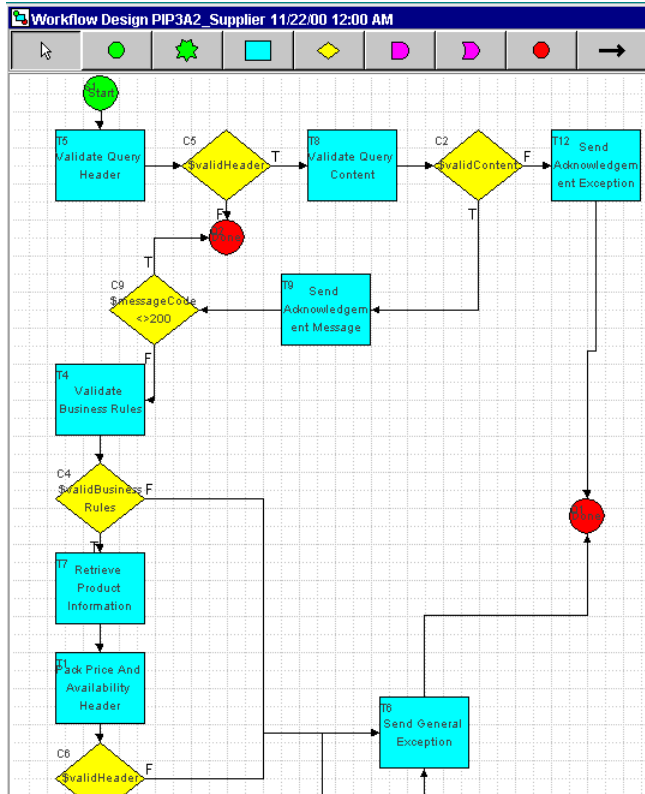 Workflow Design PIP3A2_Supplier 11/22/00 12:00 AM
S1
Start
T5
Validate Query
Header
C5
$validHeader
T
F
T8
Validate Query
Content
C2
$validContent
F
T
T12
Send
Acknowledgem
ent Exception
Done
C9
$messageCode
<>200
T
F
T9
Send
Acknowledgem
ent Message
T4
Validate
Business Rules
C4
$validBusiness
Rules
F
T
Done
T7
Retrieve
Product
Information
T1
Pack Price And
Availability
Header
T6
Send General
Exception
C6
$validHeader
F